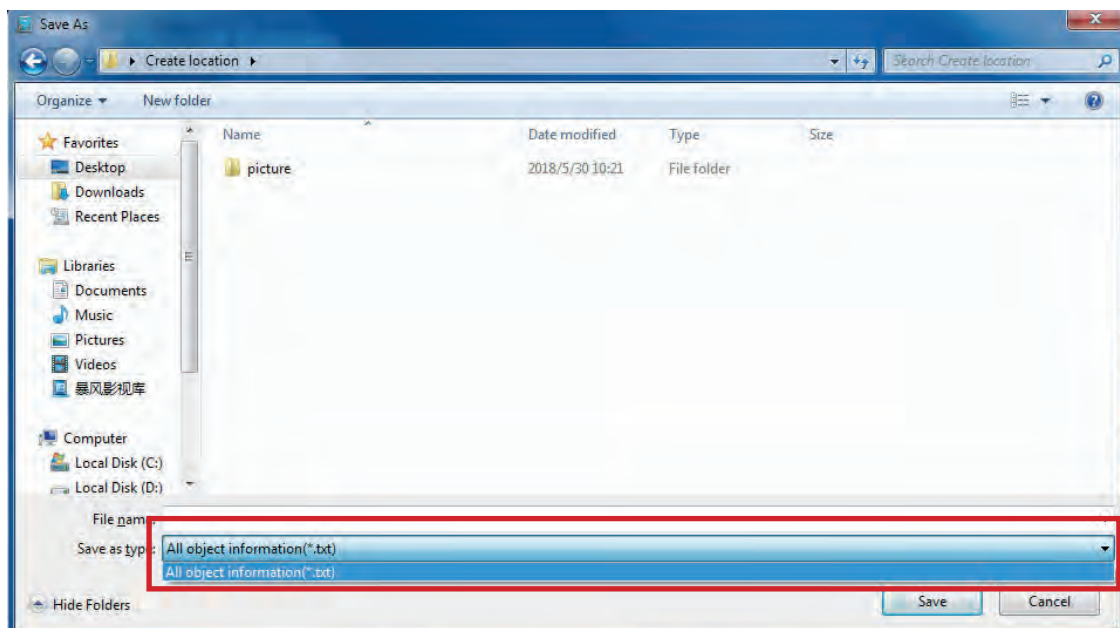 Save As
Create location
Search Create location
Organize
New folder
Name
Date modified
Type
Size
Favorites
Desktop
Downloads
Recent Places
Libraries
Documents
Music
Pictures
Videos
暴风影视库
Computer
Local Disk (C:)
Local Disk (D:)
picture
2018/5/30 10:21
File folder
File name:
Save as type:
All object information(*.txt)
All object information(*.txt)
Hide Folders
Save
Cancel